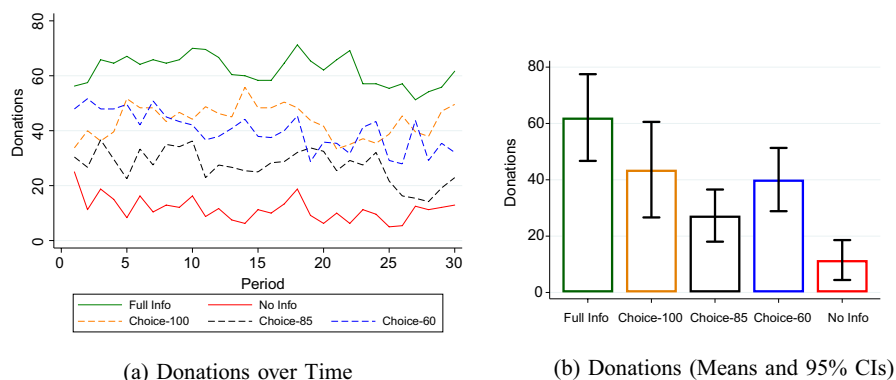 80
60
40
20
0
Donations
0 5 10 15 20 25 30
Period
Full Info No Info
Choice-100 Choice-85 Choice-60
(a) Donations over Time
80
60
40
20
0
Donations
Full Info Choice-100 Choice-85 Choice-60 No Info
(b) Donations (Means and 95% CIs)